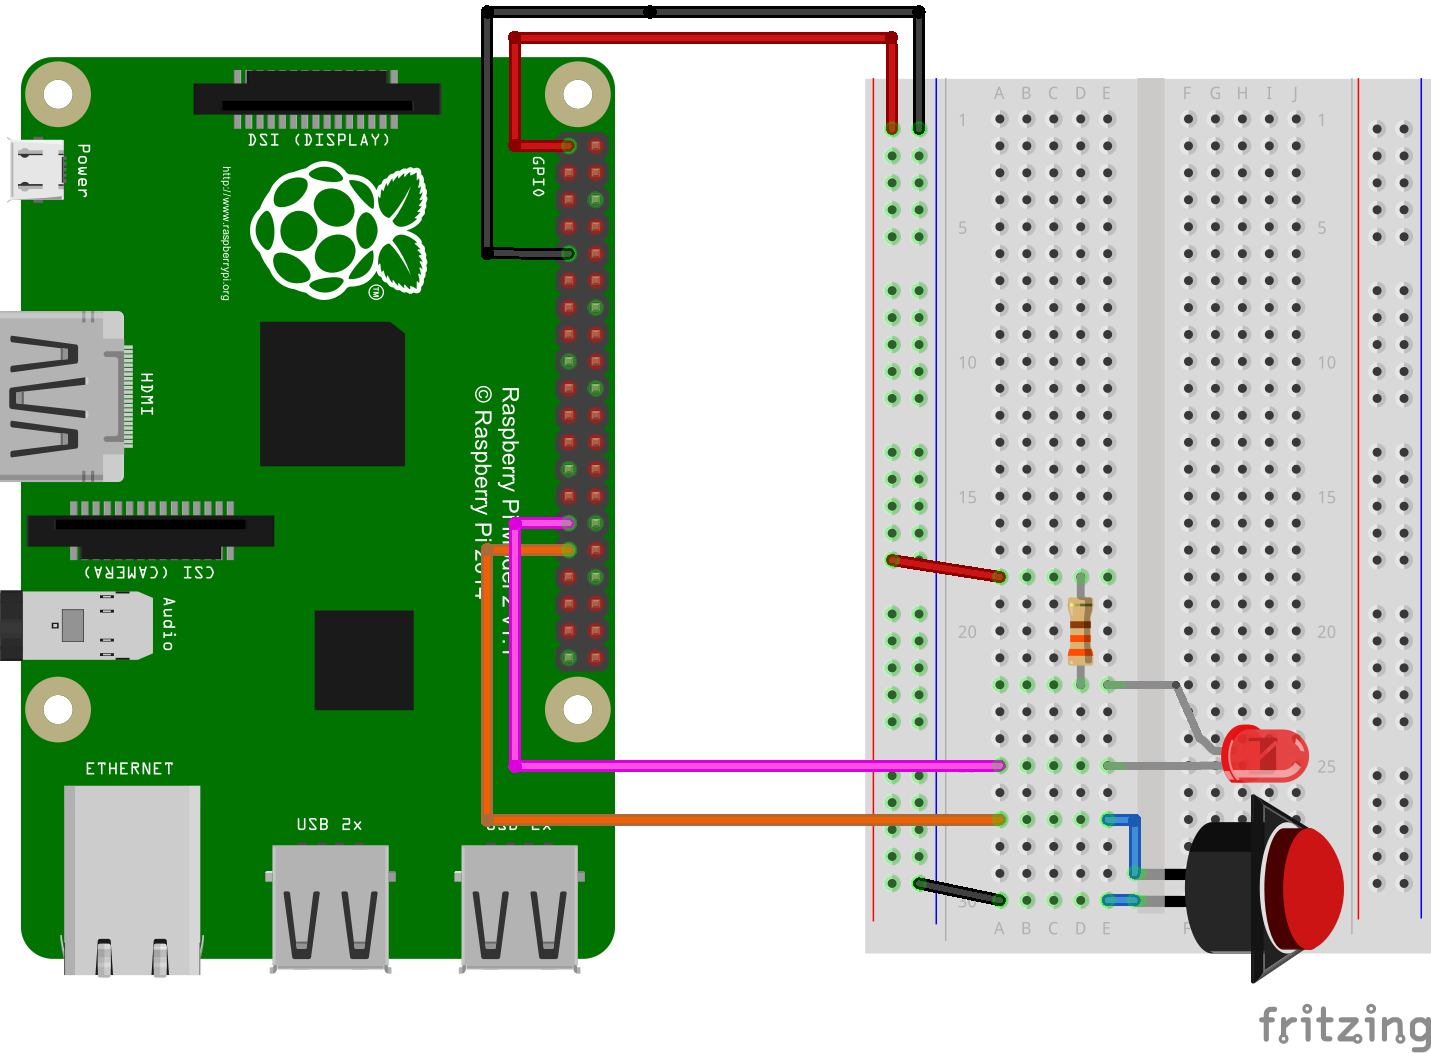 DSI (DISPLAY)
Power
GPIO
http://www.raspberrypi.org
TM
HDMI
Raspberry Pi Model 2 v1.1
© Raspberry Pi 2014
CSI (CAMERA)
Audio
ETHERNET
USB 2x
USB 2x
A B C D E F G H I J
1 1
5 5
10 10
15 15
20 20
25
30
A B C D E F
fritzing